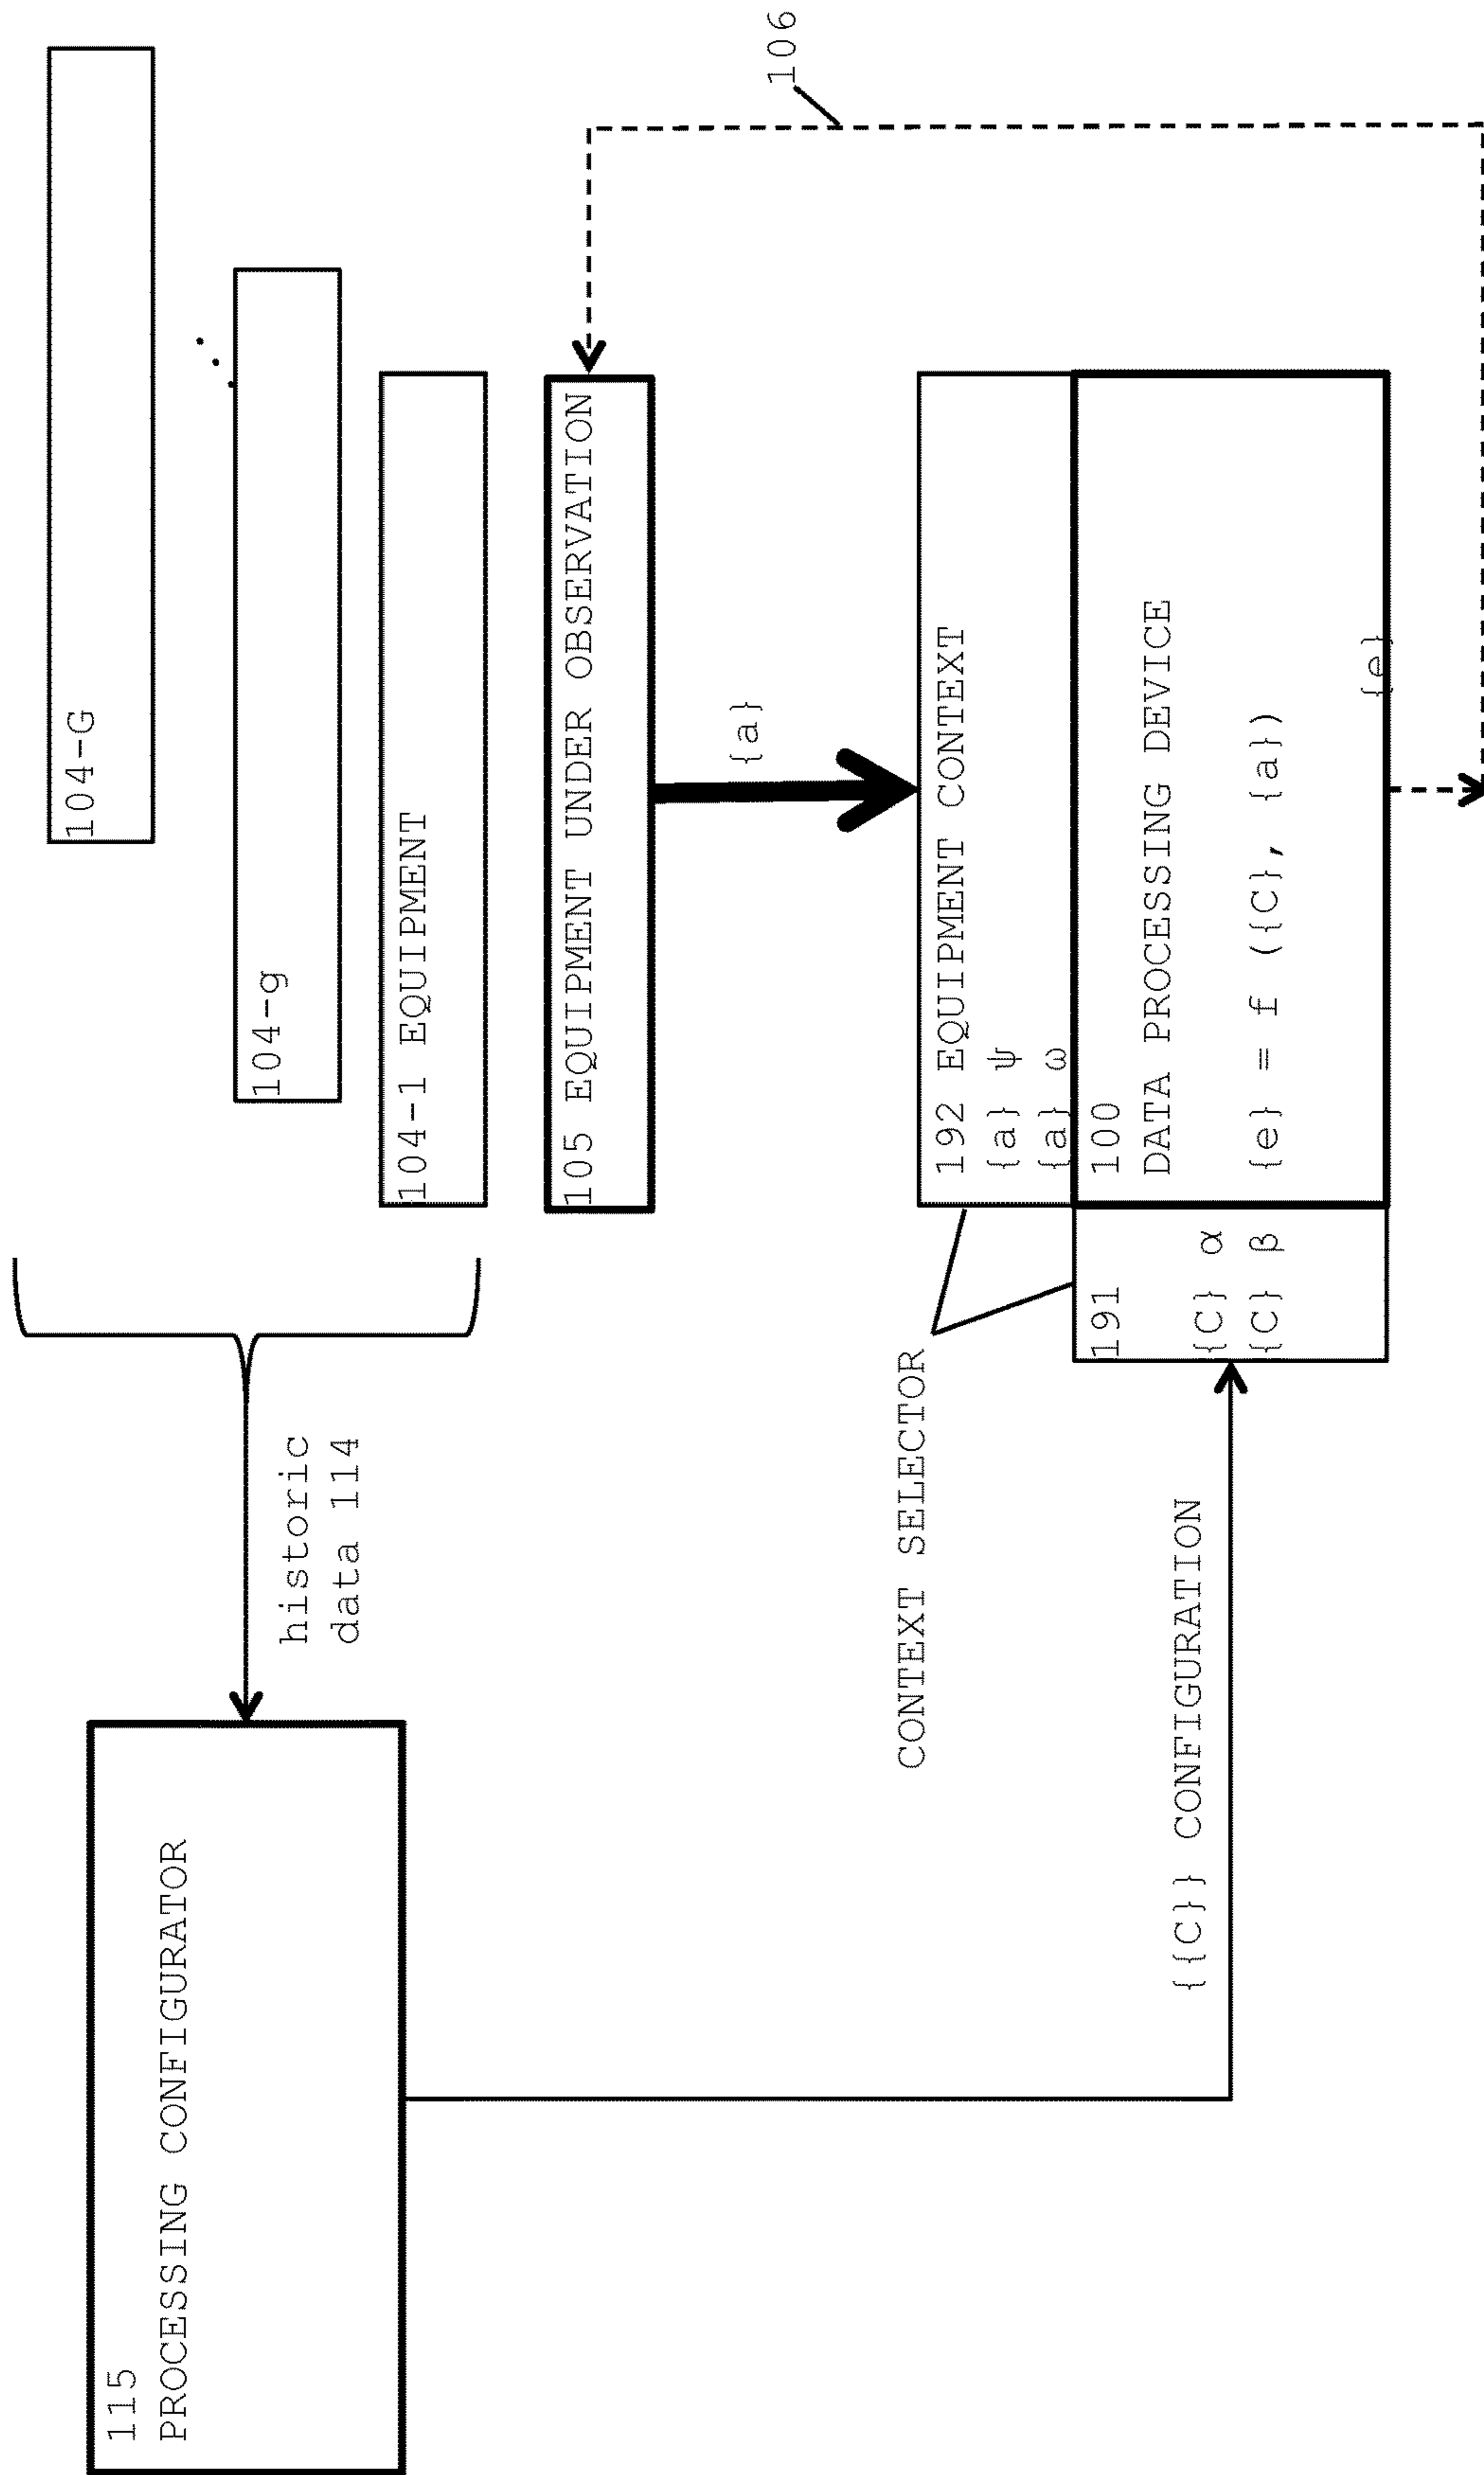 115
PROCESSING CONFIGURATOR
historic
data 114
104-G
104-g
104-1 EQUIPMENT
105 EQUIPMENT UNDER OBSERVATION
{a}
106
CONTEXT SELECTOR
192 EQUIPMENT CONTEXT
{a} ψ
{a} ω
{{C}} CONFIGURATION
191
{C} α
{C} β
100
DATA PROCESSING DEVICE
{e} = f ({C}, {a})
{e}